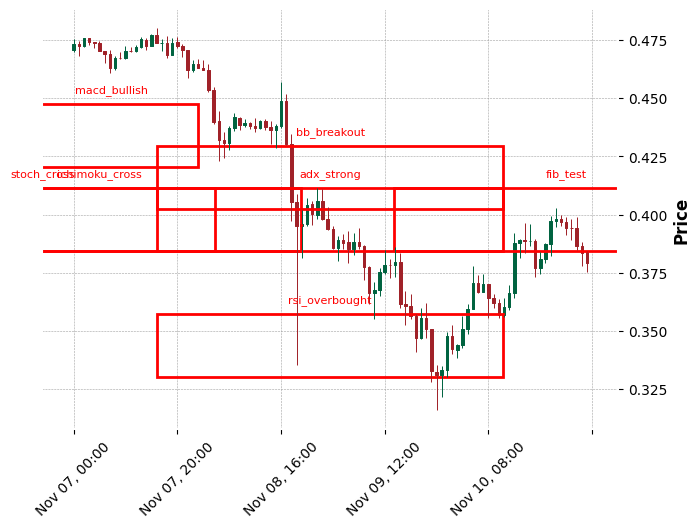 0.475
macd_bullish
0.450
bb_breakout
0.425
stoch_cross
ichimoku_cross
adx_strong
fib_test
0.400
Price
0.375
rsi_overbought
0.350
0.325
Nov 07, 00:00
Nov 07, 20:00
Nov 08, 16:00
Nov 09, 12:00
Nov 10, 08:00